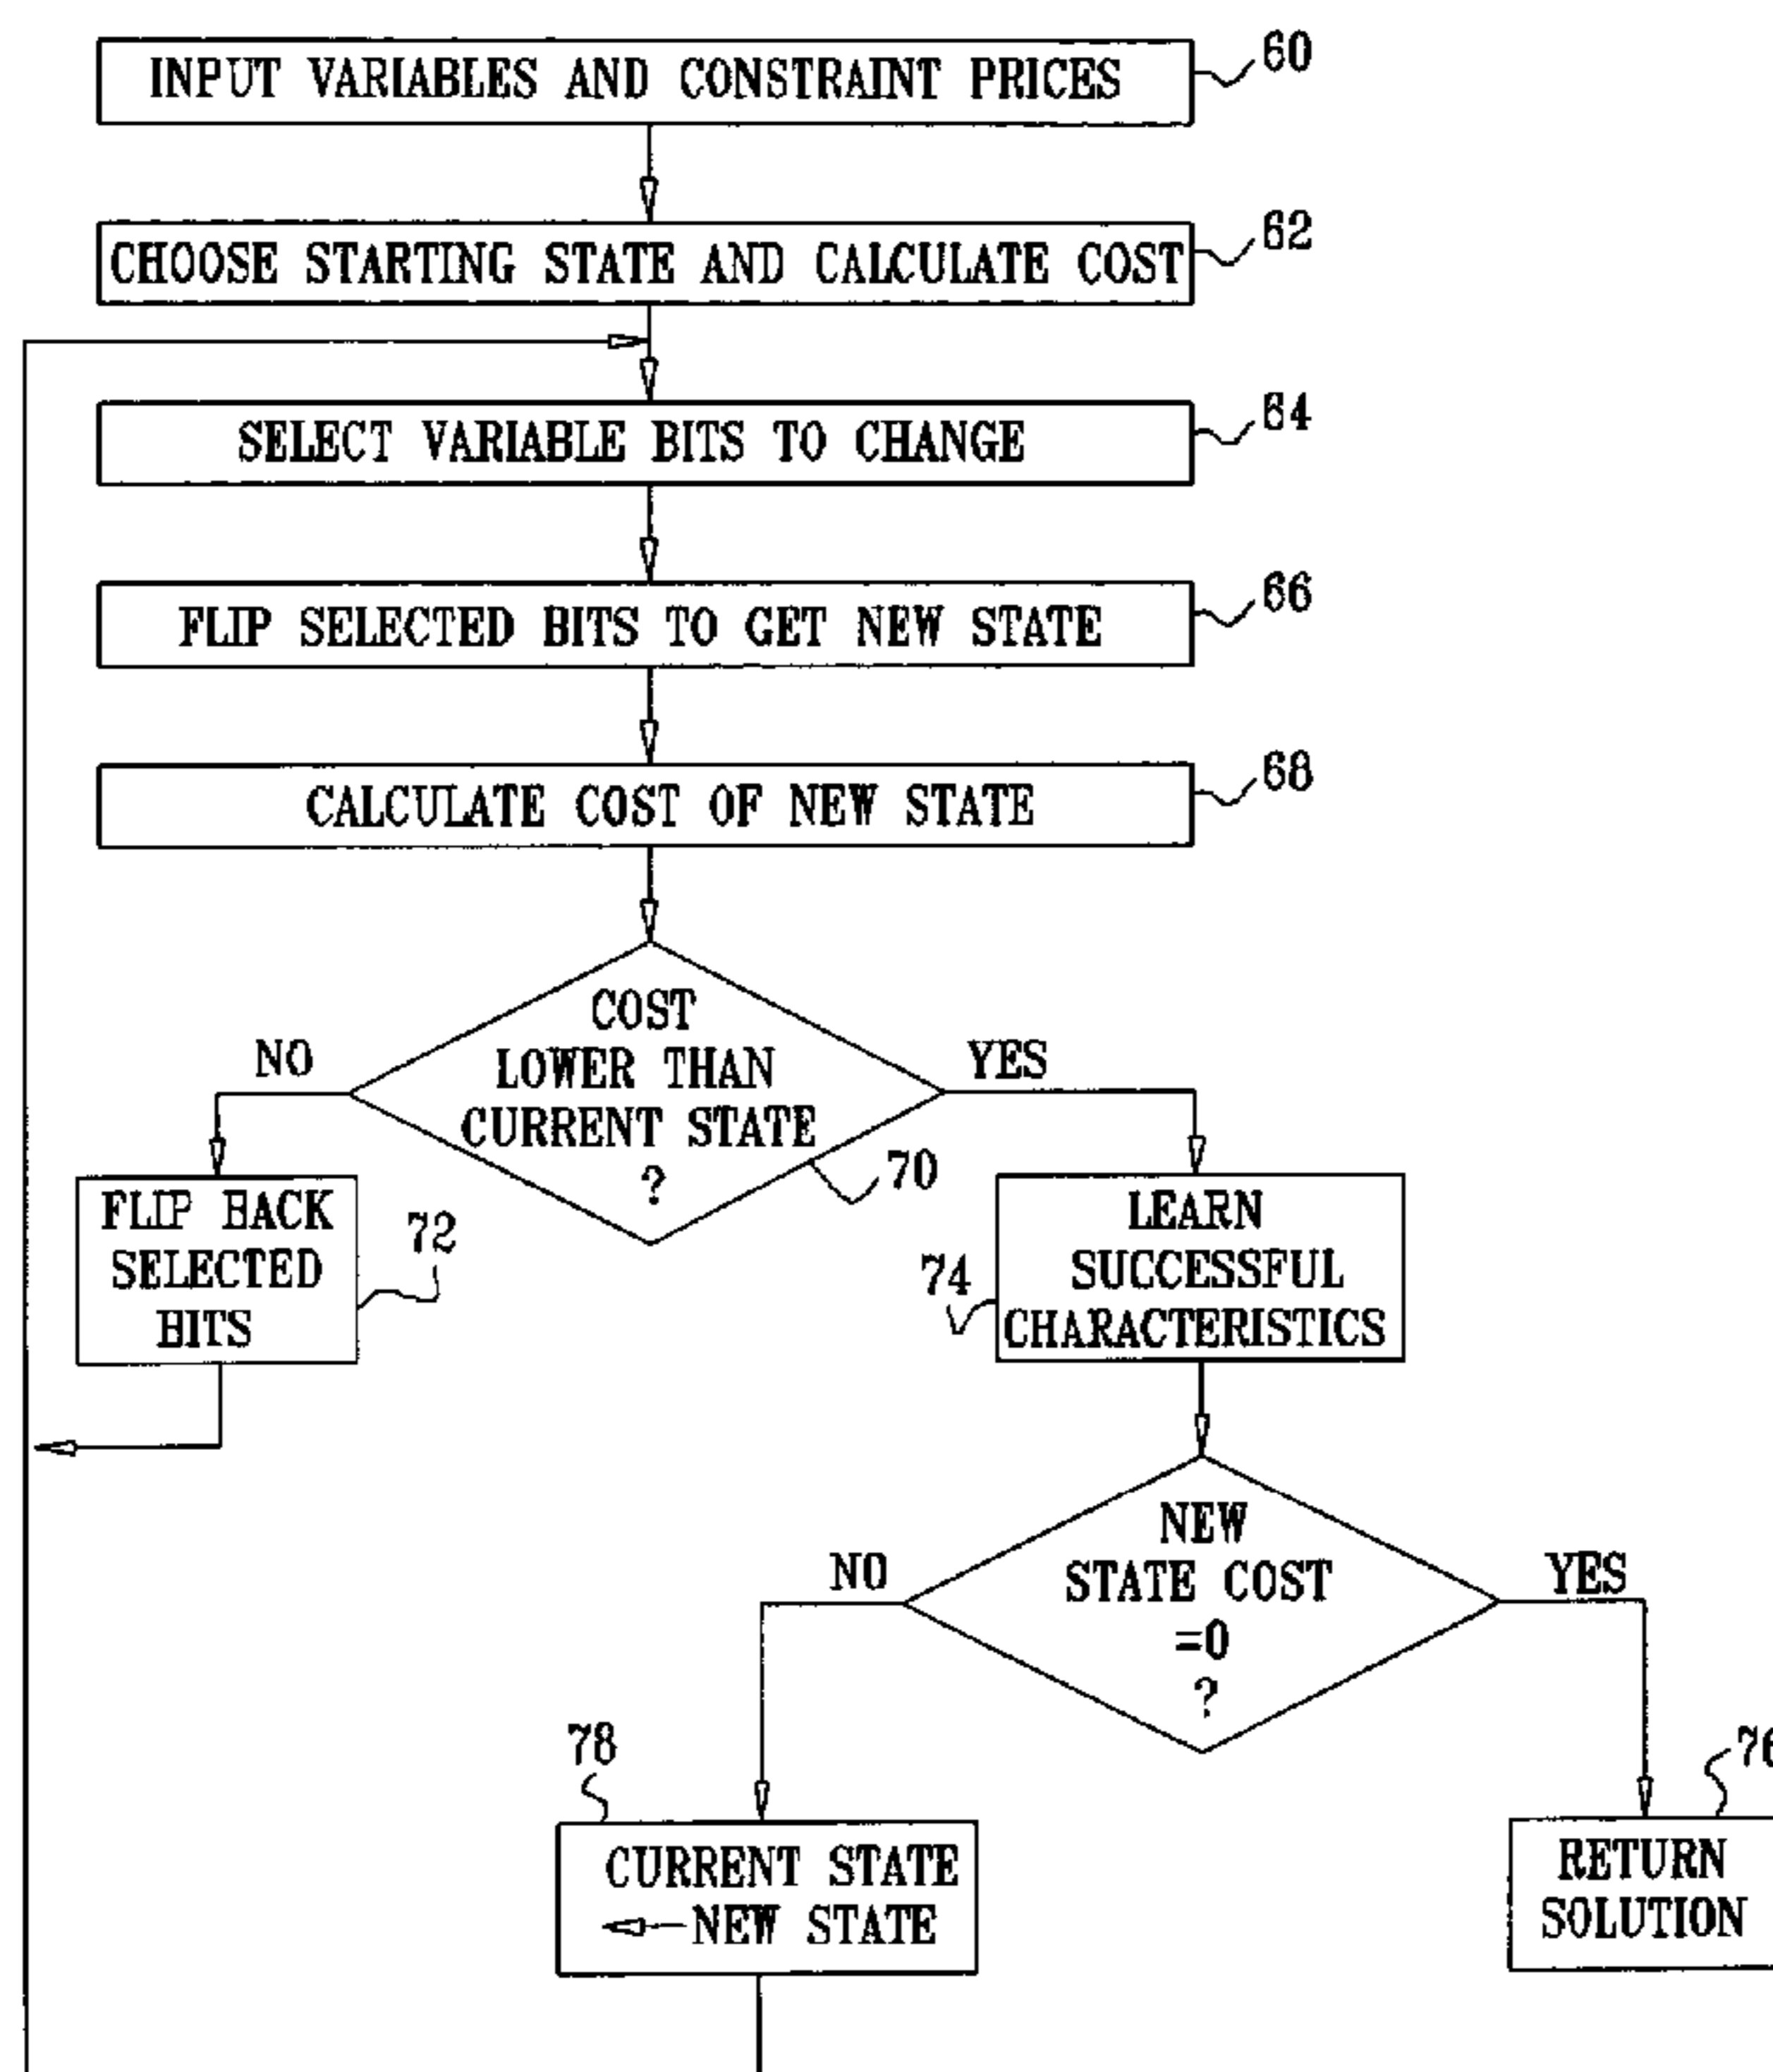 INPUT VARIABLES AND CONSTRAINT PRICES
60
CHOOSE STARTING STATE AND CALCULATE COST
62
SELECT VARIABLE BITS TO CHANGE
64
FLIP SELECTED BITS TO GET NEW STATE
66
CALCULATE COST OF NEW STATE
68
COST
LOWER THAN
CURRENT STATE
?
70
NO
YES
FLIP BACK
SELECTED
BITS
72
74
LEARN
SUCCESSFUL
CHARACTERISTICS
NEW
STATE COST
=0
?
NO
YES
78
CURRENT STATE
←NEW STATE
76
RETURN
SOLUTION